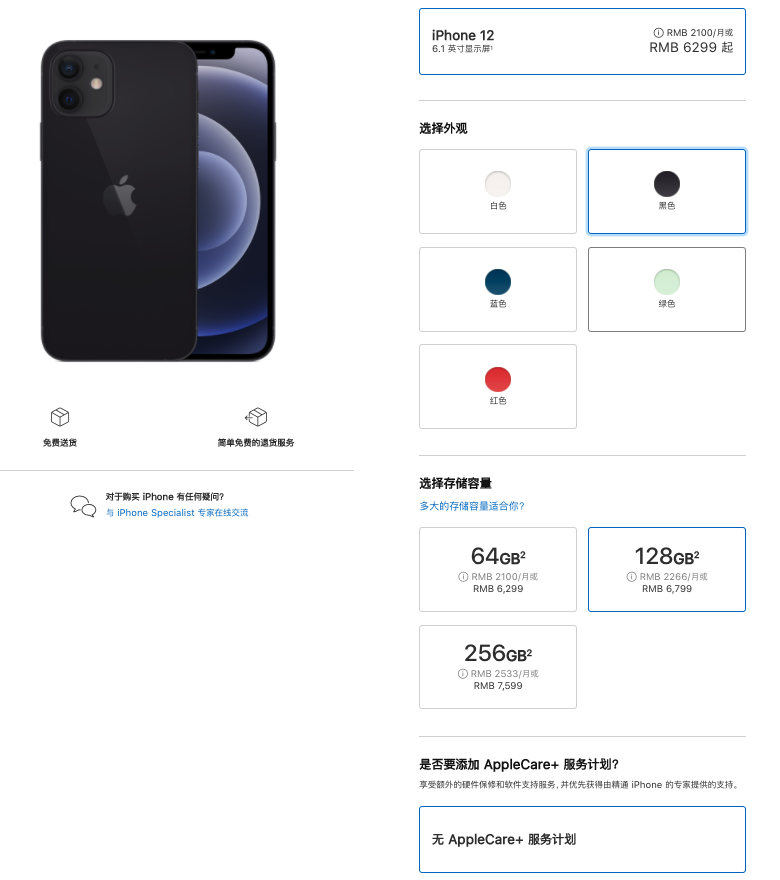 iPhone 12
6.1 英寸显示屏¹
RMB 2100/月或
RMB 6299 起
选择外观
白色
黑色
蓝色
绿色
红色
免费送货
简单免费的退货服务
对于购买 iPhone 有任何疑问?
与 iPhone Specialist 专家在线交流
选择存储容量
多大的存储容量适合你?
64GB²
RMB 2100/月或
RMB 6,299
128GB²
RMB 2266/月或
RMB 6,799
256GB²
RMB 2533/月或
RMB 7,599
是否要添加 AppleCare+ 服务计划?
享受额外的硬件保修和软件支持服务, 并优先获得由精通 iPhone 的专家提供的支持。
无 AppleCare+ 服务计划